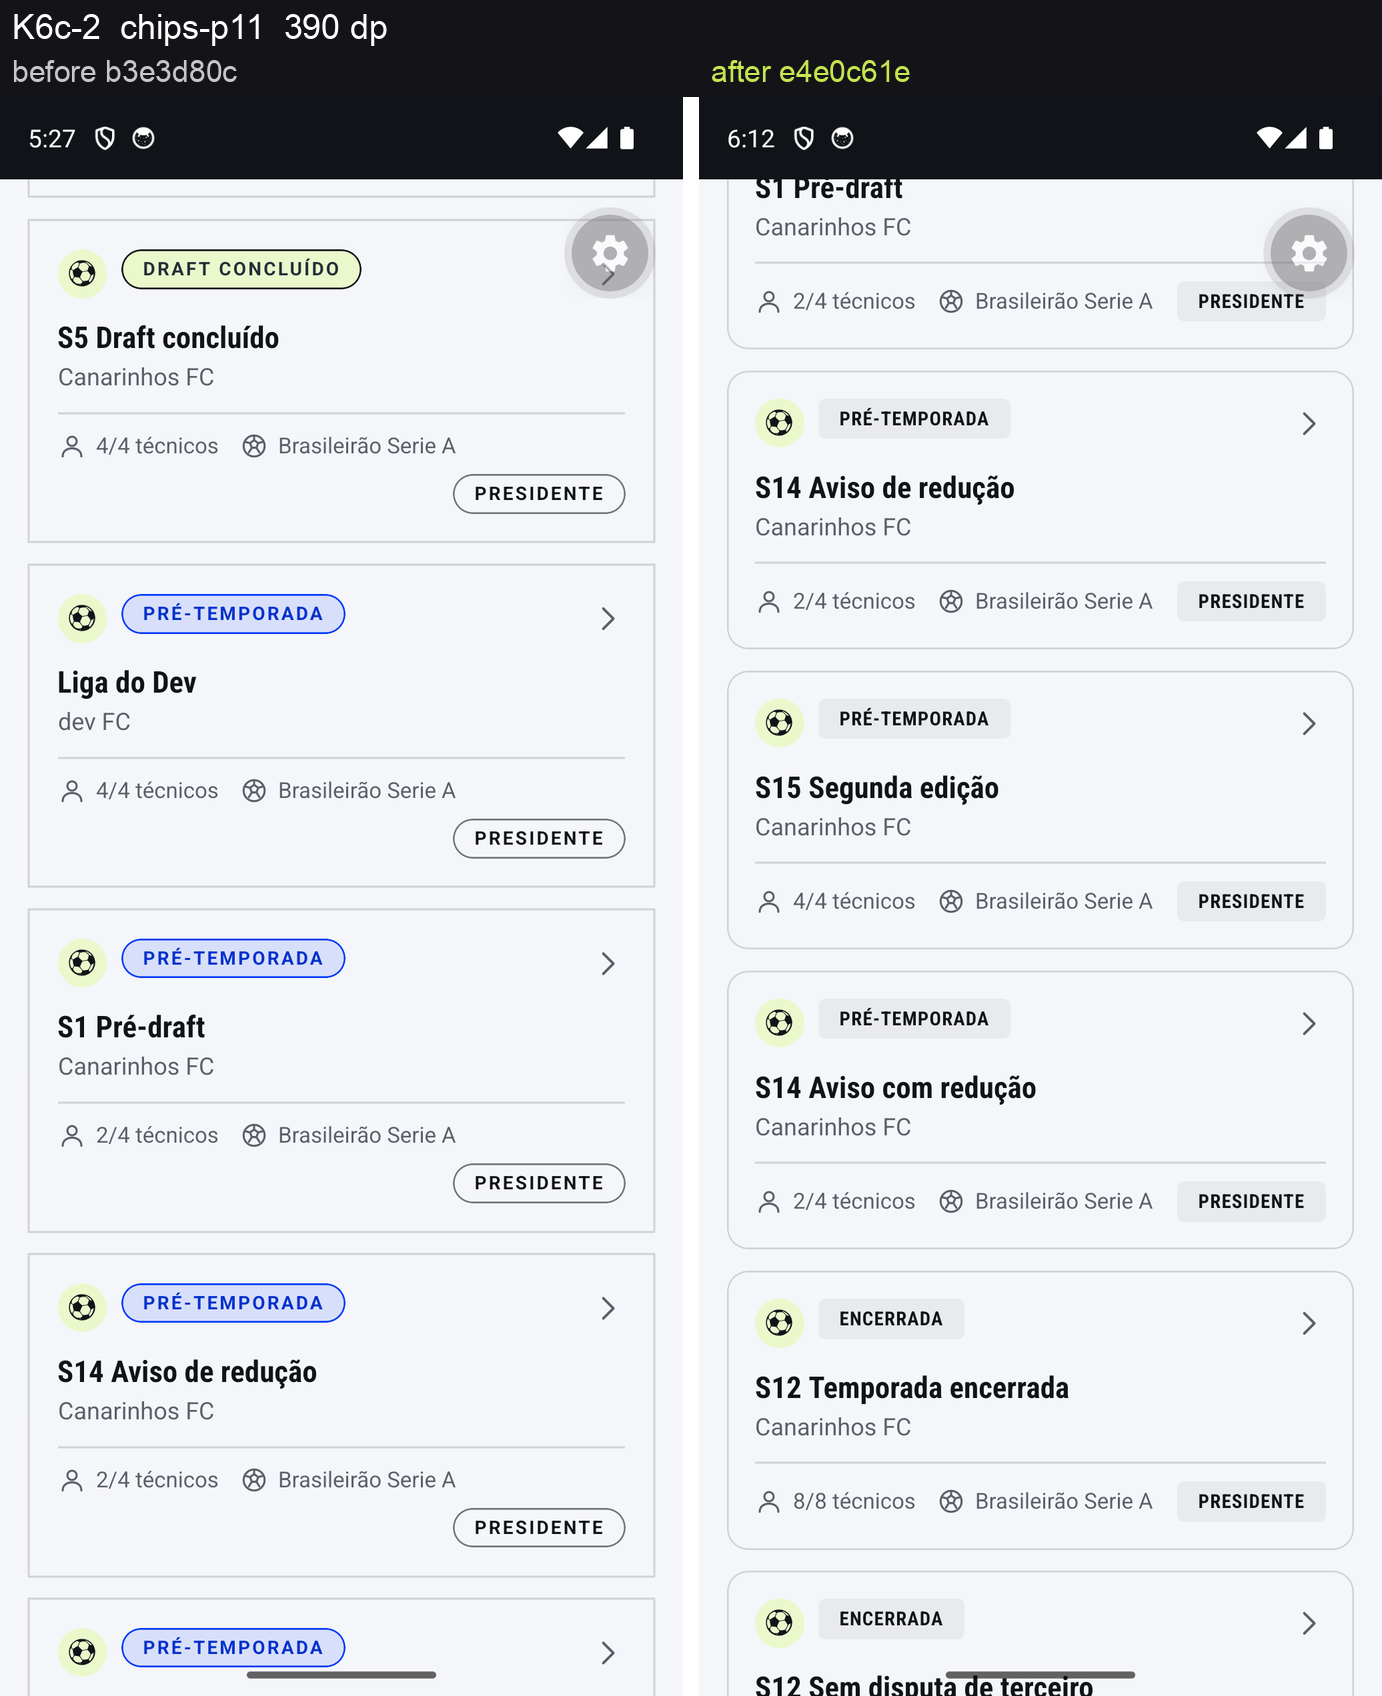 K6c-2 chips-p11 390 dp
before b3e3d80c
5:27
DRAFT CONCLUÍDO
S5 Draft concluído
Canarinhos FC
4/4 técnicos Brasileirão Serie A
PRESIDENTE
PRÉ-TEMPORADA
Liga do Dev
dev FC
4/4 técnicos Brasileirão Serie A
PRESIDENTE
PRÉ-TEMPORADA
S1 Pré-draft
Canarinhos FC
2/4 técnicos Brasileirão Serie A
PRESIDENTE
PRÉ-TEMPORADA
S14 Aviso de redução
Canarinhos FC
2/4 técnicos Brasileirão Serie A
PRESIDENTE
PRÉ-TEMPORADA
after e4e0c61e
6:12
S1 Pré-draft
Canarinhos FC
2/4 técnicos Brasileirão Serie A PRESIDENTE
PRÉ-TEMPORADA
S14 Aviso de redução
Canarinhos FC
2/4 técnicos Brasileirão Serie A PRESIDENTE
PRÉ-TEMPORADA
S15 Segunda edição
Canarinhos FC
4/4 técnicos Brasileirão Serie A PRESIDENTE
PRÉ-TEMPORADA
S14 Aviso com redução
Canarinhos FC
2/4 técnicos Brasileirão Serie A PRESIDENTE
ENCERRADA
S12 Temporada encerrada
Canarinhos FC
8/8 técnicos Brasileirão Serie A PRESIDENTE
ENCERRADA
S12 Sem disputa de terceiro